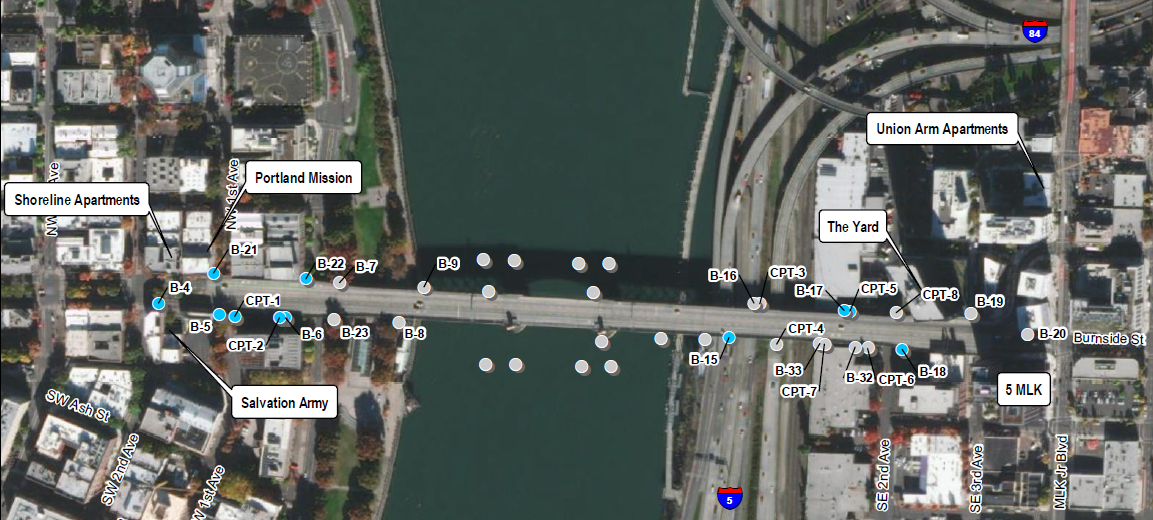 84
Union Arm Apartments
NW 1st Ave
Portland Mission
Shoreline Apartments
Ave
The Yard
B-21
B-22
B-7
B-9
B-16
CPT-3
B-4
B-17
CPT-5
CPT-8
B-19
CPT-1
B-5
CPT-2
B-6
B-23
B-8
CPT-4
B-20
Burnside St
B-15
B-33
CPT-7
B-32
CPT-6
B-18
5 MLK
Salvation Army
SW Ash St
SW 2nd Ave
W 1st Ave
SE 2nd Ave
SE 3rd Ave
MLK Jr Blvd
5